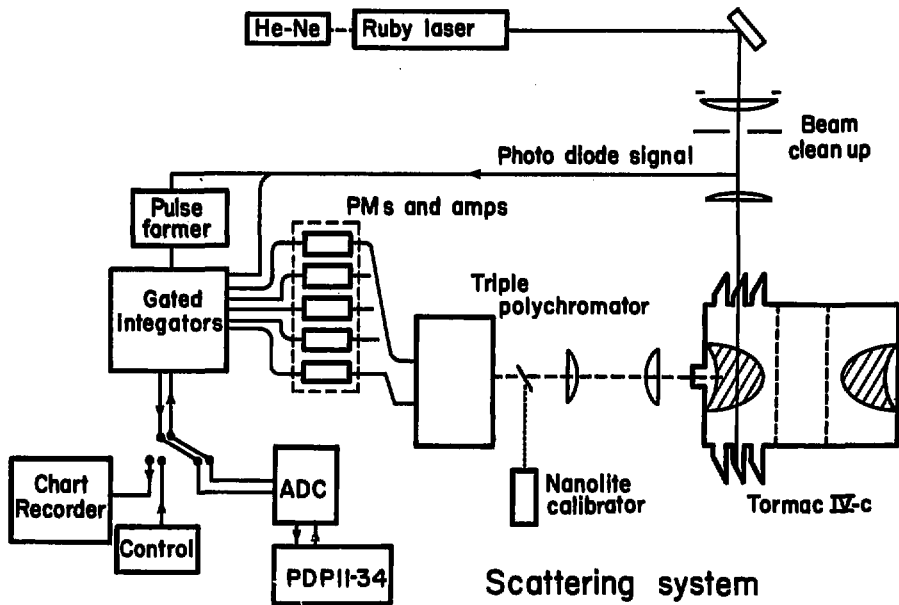 He-Ne
Ruby laser
Beam
clean up
Photo diode signal
Pulse
former
PMs and amps
Gated
integators
Triple
polychromator
Chart
Recorder
Control
ADC
PDP11-34
Nanolite
calibrator
Tormac IV-c
Scattering system